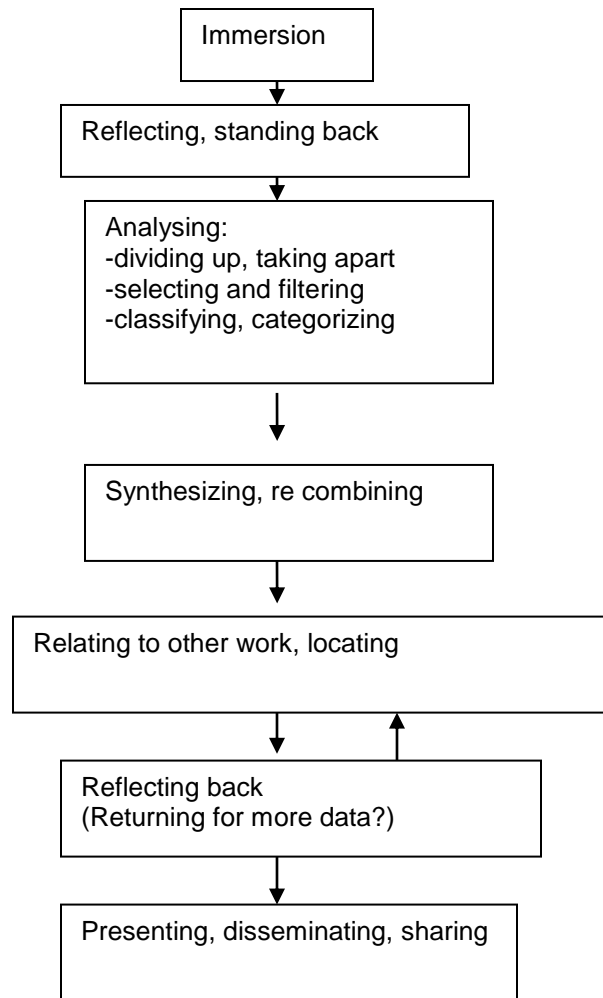 Immersion
Reflecting, standing back
Analysing:
-dividing up, taking apart
-selecting and filtering
-classifying, categorizing
Synthesizing, re combining
Relating to other work, locating
Reflecting back
(Returning for more data?)
Presenting, disseminating, sharing